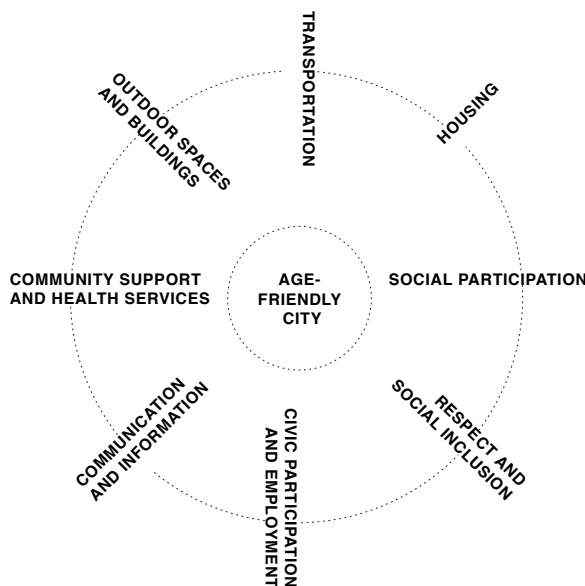 TRANSPORTATION
HOUSING
SOCIAL PARTICIPATION
RESPECT AND
SOCIAL INCLUSION
CIVIC PARTICIPATION
AND EMPLOYMENT
COMMUNICATION
AND INFORMATION
COMMUNITY SUPPORT
AND HEALTH SERVICES
OUTDOOR SPACES
AND BUILDINGS
AGE-
FRIENDLY
CITY